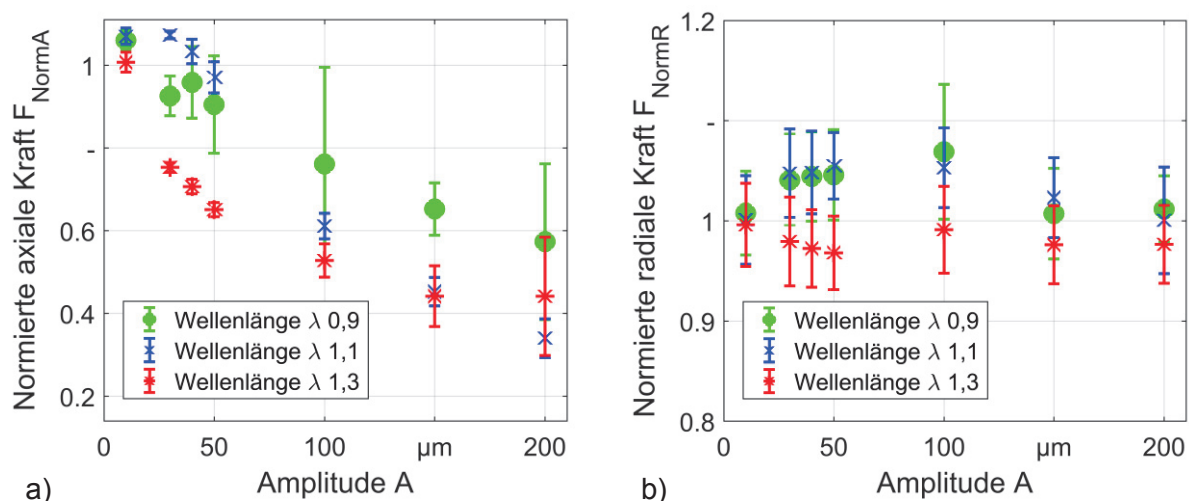 Normierte axiale Kraft F_NormA
1
-
0.6
0.4
0.2
Wellenlänge λ 0,9
Wellenlänge λ 1,1
Wellenlänge λ 1,3
0
50
100
µm
200
Amplitude A
a)
Normierte radiale Kraft F_NormR
1.2
-
1
0.9
0.8
Wellenlänge λ 0,9
Wellenlänge λ 1,1
Wellenlänge λ 1,3
0
50
100
µm
200
Amplitude A
b)